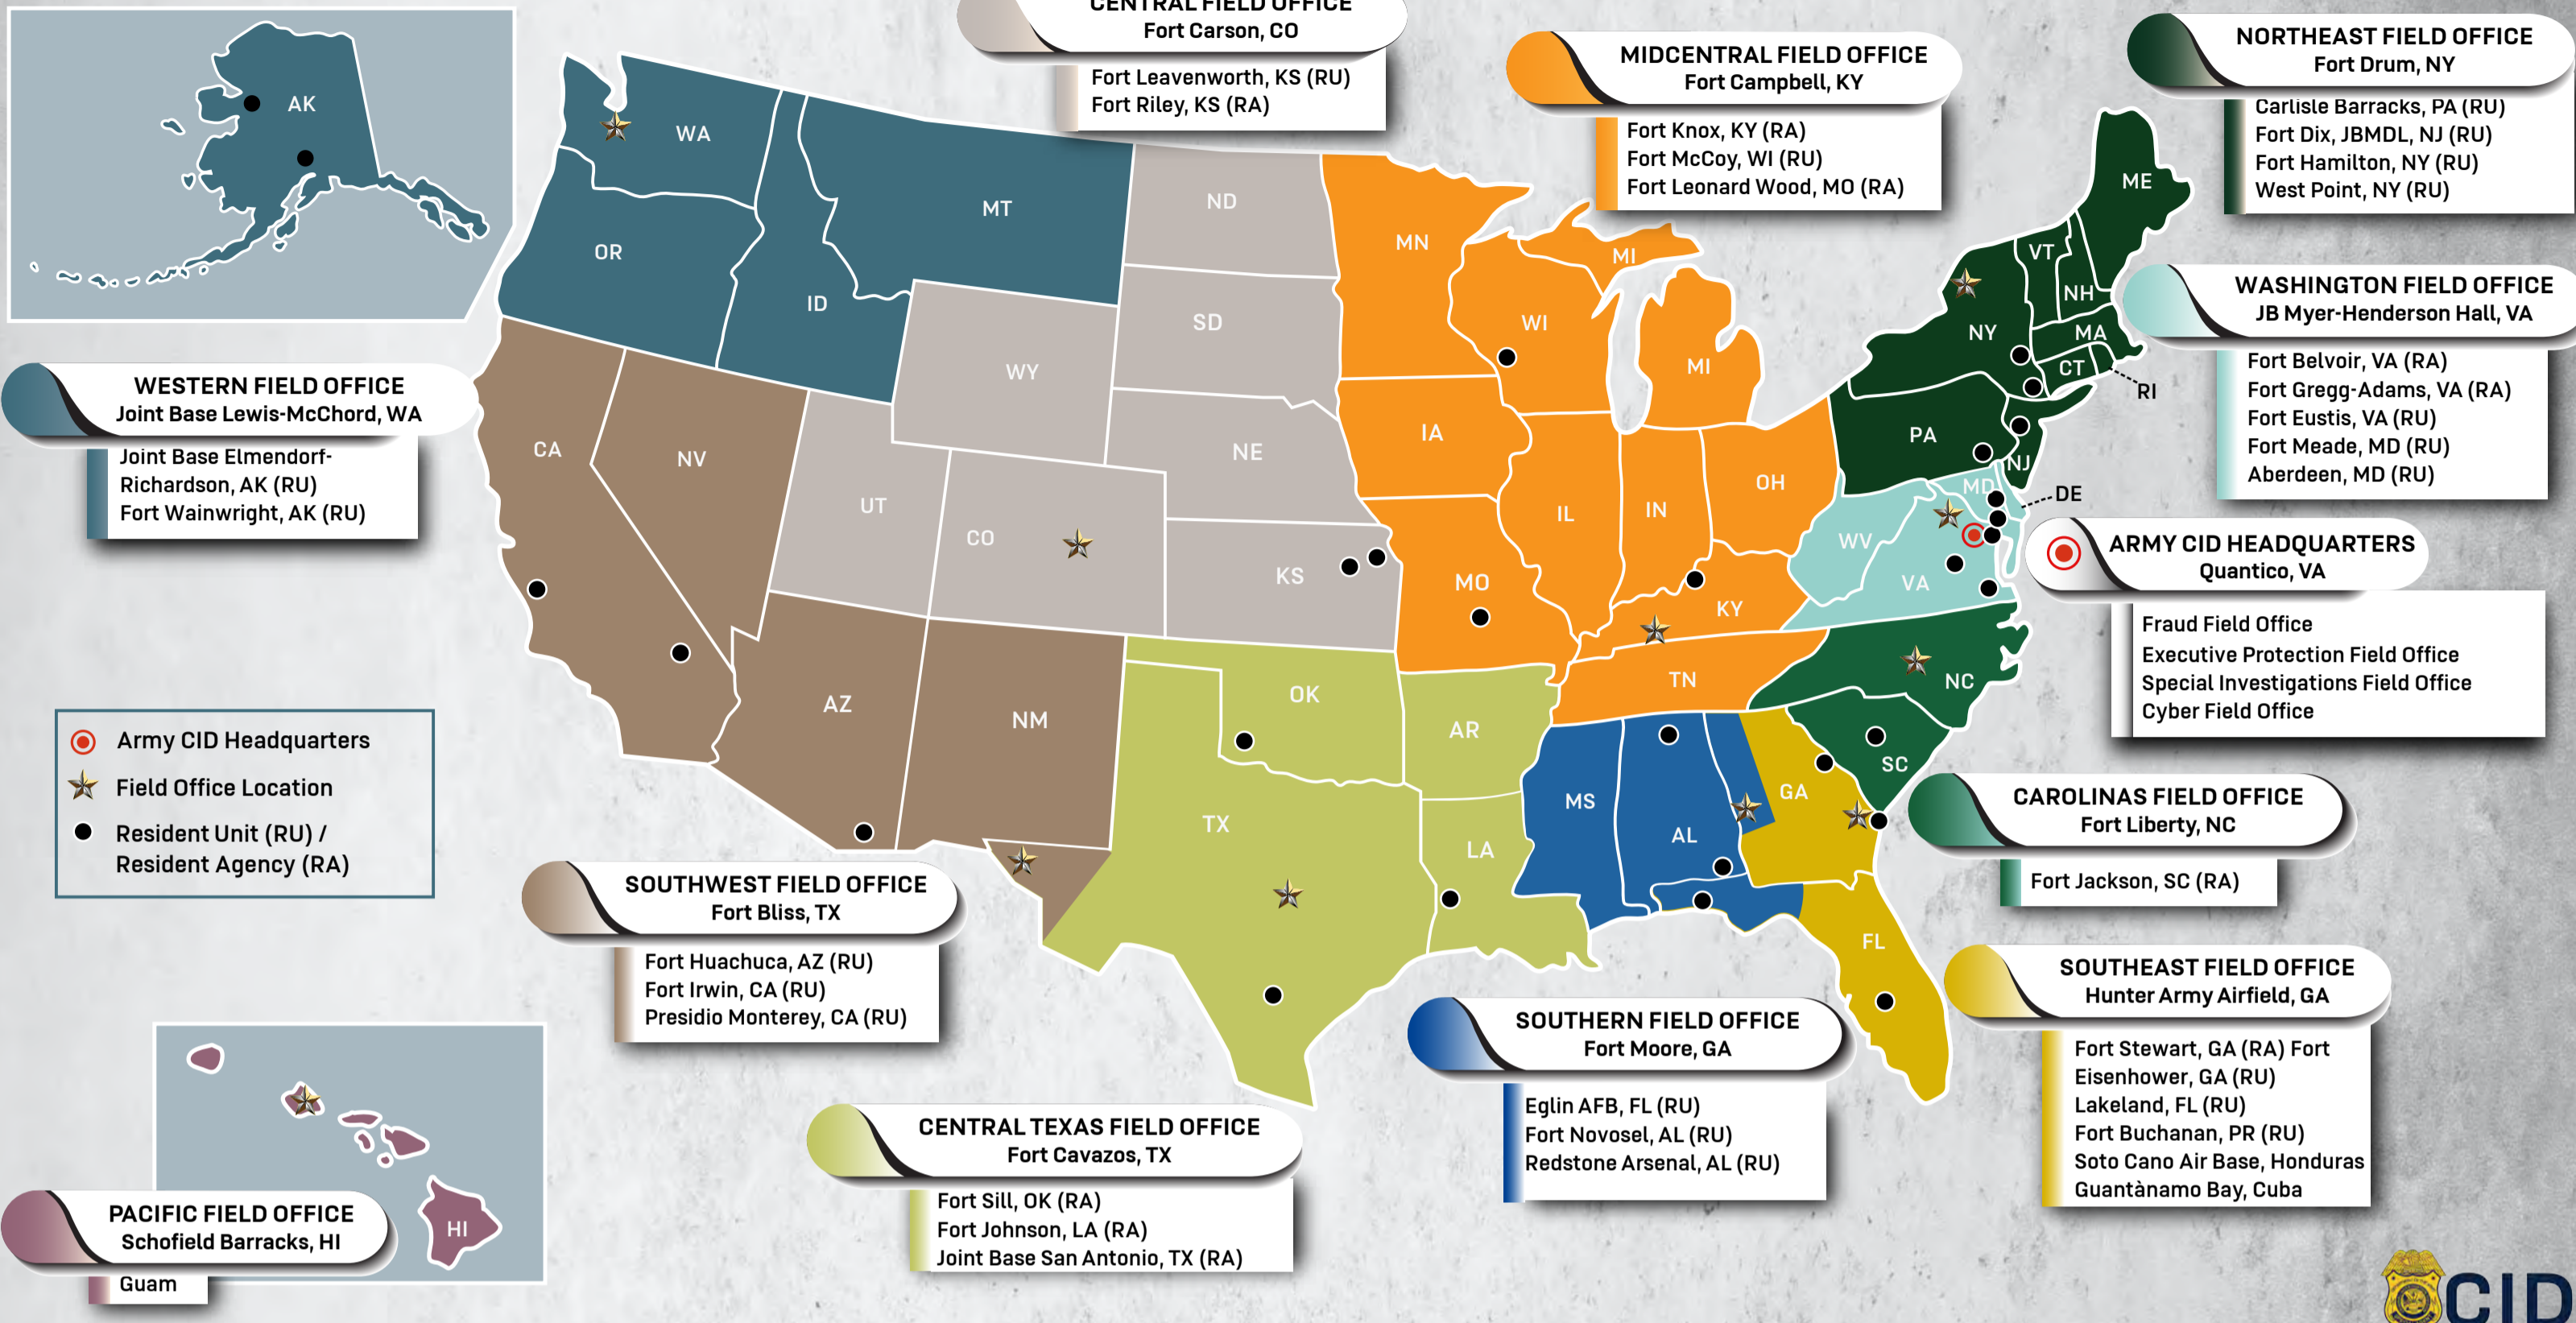 CENTRAL FIELD OFFICE
Fort Carson, CO
Fort Leavenworth, KS (RU)
Fort Riley, KS (RA)
MIDCENTRAL FIELD OFFICE
Fort Campbell, KY
Fort Knox, KY (RA)
Fort McCoy, WI (RU)
Fort Leonard Wood, MO (RA)
NORTHEAST FIELD OFFICE
Fort Drum, NY
Carlisle Barracks, PA (RU)
Fort Dix, JBMDL, NJ (RU)
Fort Hamilton, NY (RU)
West Point, NY (RU)
WASHINGTON FIELD OFFICE
JB Myer-Henderson Hall, VA
Fort Belvoir, VA (RA)
Fort Gregg-Adams, VA (RA)
Fort Eustis, VA (RU)
Fort Meade, MD (RU)
Aberdeen, MD (RU)
ARMY CID HEADQUARTERS
Quantico, VA
Fraud Field Office
Executive Protection Field Office
Special Investigations Field Office
Cyber Field Office
CAROLINAS FIELD OFFICE
Fort Liberty, NC
Fort Jackson, SC (RA)
SOUTHEAST FIELD OFFICE
Hunter Army Airfield, GA
Fort Stewart, GA (RA) Fort
Eisenhower, GA (RU)
Lakeland, FL (RU)
Fort Buchanan, PR (RU)
Soto Cano Air Base, Honduras
Guantànamo Bay, Cuba
SOUTHERN FIELD OFFICE
Fort Moore, GA
Eglin AFB, FL (RU)
Fort Novosel, AL (RU)
Redstone Arsenal, AL (RU)
CENTRAL TEXAS FIELD OFFICE
Fort Cavazos, TX
Fort Sill, OK (RA)
Fort Johnson, LA (RA)
Joint Base San Antonio, TX (RA)
SOUTHWEST FIELD OFFICE
Fort Bliss, TX
Fort Huachuca, AZ (RU)
Fort Irwin, CA (RU)
Presidio Monterey, CA (RU)
WESTERN FIELD OFFICE
Joint Base Lewis-McChord, WA
Joint Base Elmendorf-
Richardson, AK (RU)
Fort Wainwright, AK (RU)
Army CID Headquarters
Field Office Location
Resident Unit (RU) /
Resident Agency (RA)
PACIFIC FIELD OFFICE
Schofield Barracks, HI
Guam
AK
WA
OR
ID
MT
ND
SD
WY
NE
UT
CO
KS
CA
NV
AZ
NM
TX
OK
AR
LA
MN
WI
MI
MI
IA
IL
IN
OH
MO
KY
TN
MS
AL
GA
FL
SC
NC
VA
WV
MD
DE
NJ
PA
NY
CT
RI
MA
NH
VT
ME
HI
CID